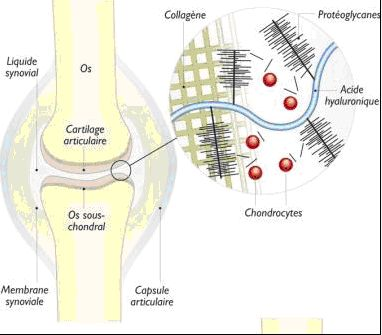 Collagène
Protéoglycanes
Liquide
synovial
Os
Acide
hyaluronique
Cartilage
articulaire
Os sous-
chondral
Chondrocytes
Membrane
synoviale
Capsule
articulaire